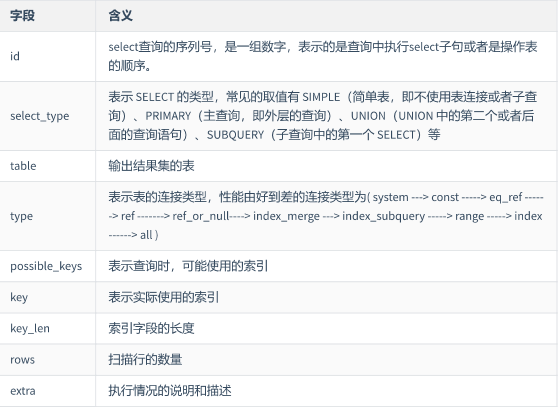 字段 含义
id select查询的序列号，是一组数字，表示的是查询中执行select子句或者是操作表
的顺序。
select_type 表示 SELECT 的类型，常见的取值有 SIMPLE（简单表，即不使用表连接或者子查
询）、PRIMARY（主查询，即外层的查询）、UNION（UNION 中的第二个或者后
面的查询语句）、SUBQUERY（子查询中的第一个 SELECT）等
table 输出结果集的表
type 表示表的连接类型，性能由好到差的连接类型为( system ---> const -----> eq_ref -----
-> ref -------> ref_or_null----> index_merge ---> index_subquery -----> range -----> index
------> all )
possible_keys 表示查询时，可能使用的索引
key 表示实际使用的索引
key_len 索引字段的长度
rows 扫描行的数量
extra 执行情况的说明和描述